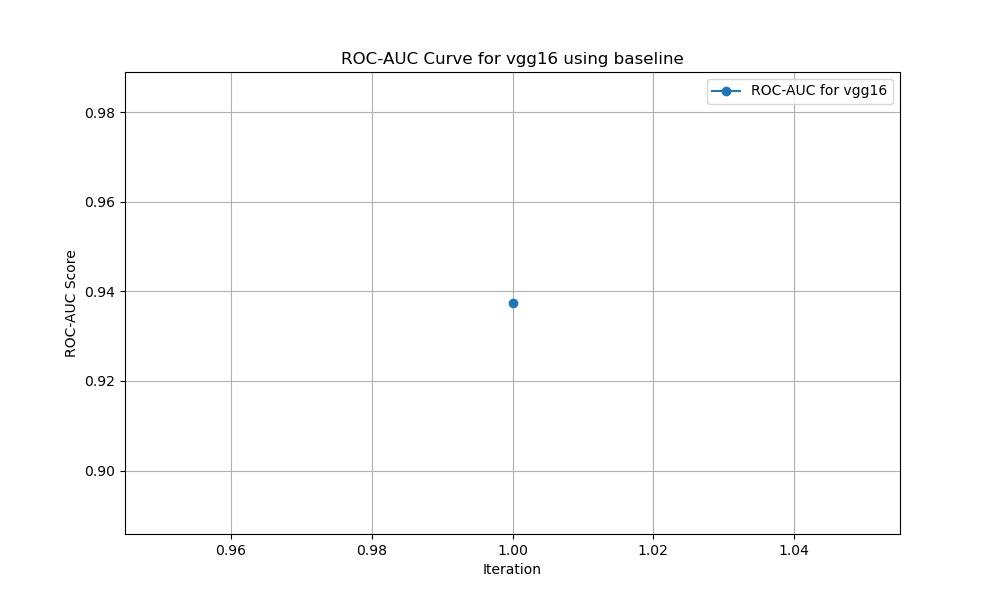 ROC-AUC Curve for vgg16 using baseline
ROC-AUC for vgg16
0.98
0.96
0.94
0.92
0.90
ROC-AUC Score
0.96 0.98 1.00 1.02 1.04
Iteration